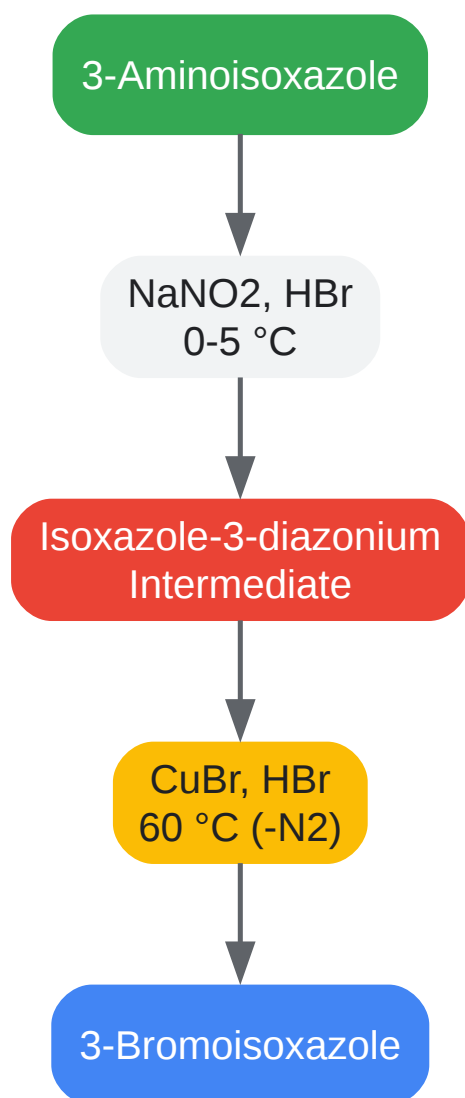 3-Aminoisoxazole
NaNO2, HBr
0-5 °C
Isoxazole-3-diazonium
Intermediate
CuBr, HBr
60 °C (-N2)
3-Bromoisoxazole